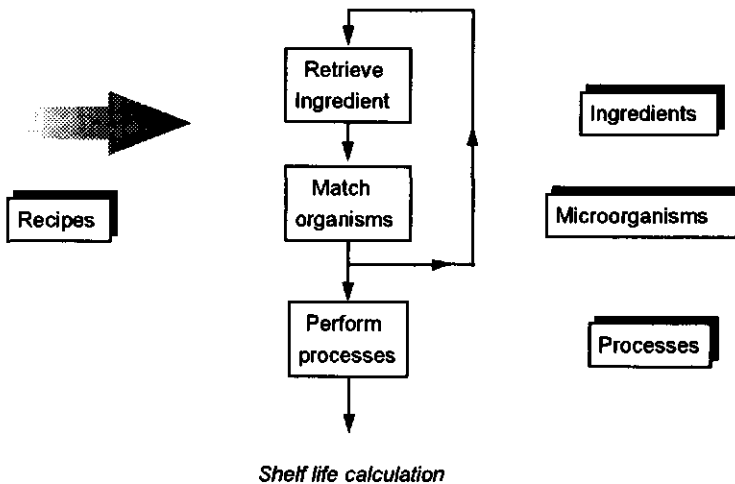 Retrieve
Ingredient
Ingredients
Match
organisms
Recipes
Microorganisms
Perform
processes
Processes
Shelf life calculation